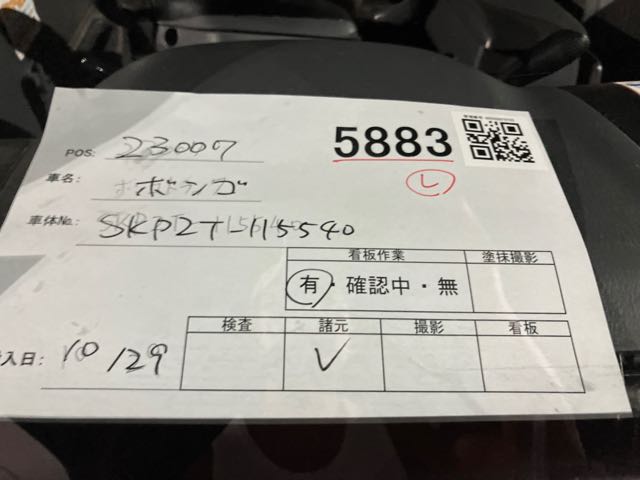 5883
POS: 23007
車名: ボンゴ
Ⓛ
車体No.: SKP2T-115540
看板作業 塗抹撮影
有・確認中・無
検査 諸元 撮影 看板
入日: 10/29 ✓